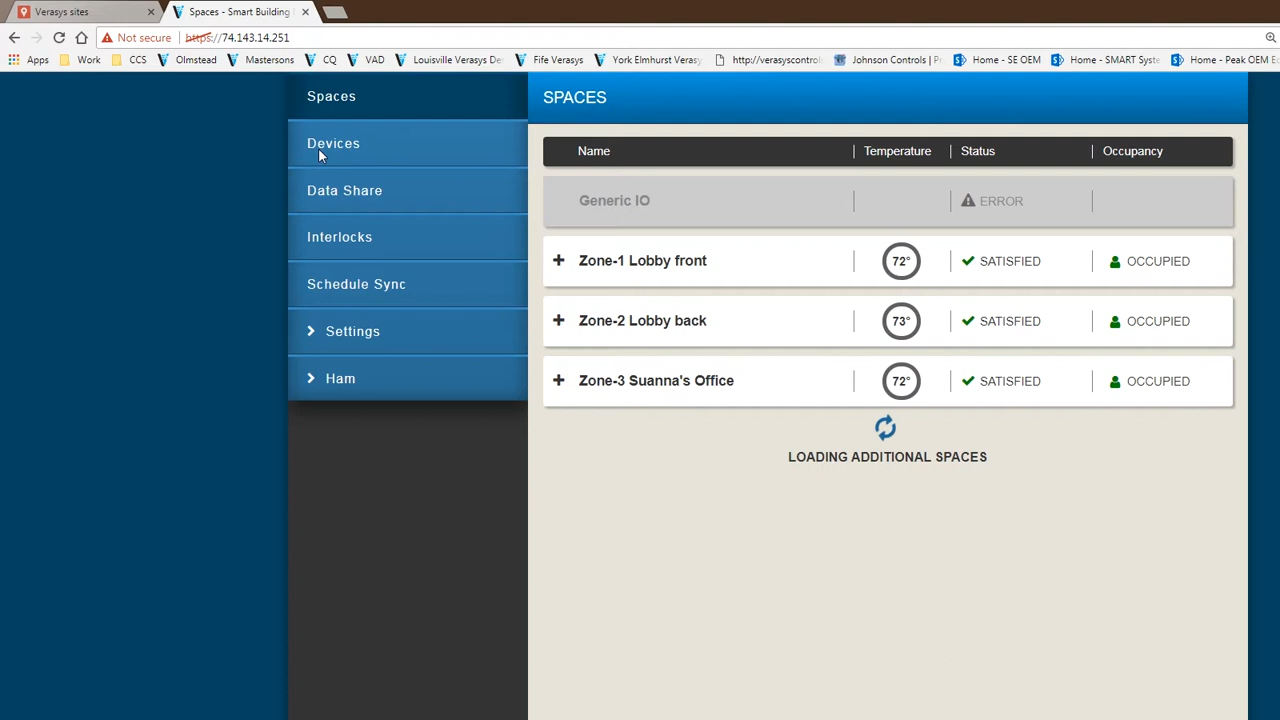 Verasys sites
Spaces - Smart Building
Not secure https://74.143.14.251
Apps Work CCS Olmstead Mastersons CQ VAD Louisville Verasys De Fife Verasys York Elmhurst Verasy http://verasyscontrol Johnson Controls | Pr Home - SE OEM Home - SMART Syste Home - Peak OEM E
Spaces
Devices
Data Share
Interlocks
Schedule Sync
Settings
Ham
SPACES
Name Temperature Status Occupancy
Generic IO ERROR
Zone-1 Lobby front 72° SATISFIED OCCUPIED
Zone-2 Lobby back 73° SATISFIED OCCUPIED
Zone-3 Suanna's Office 72° SATISFIED OCCUPIED
LOADING ADDITIONAL SPACES